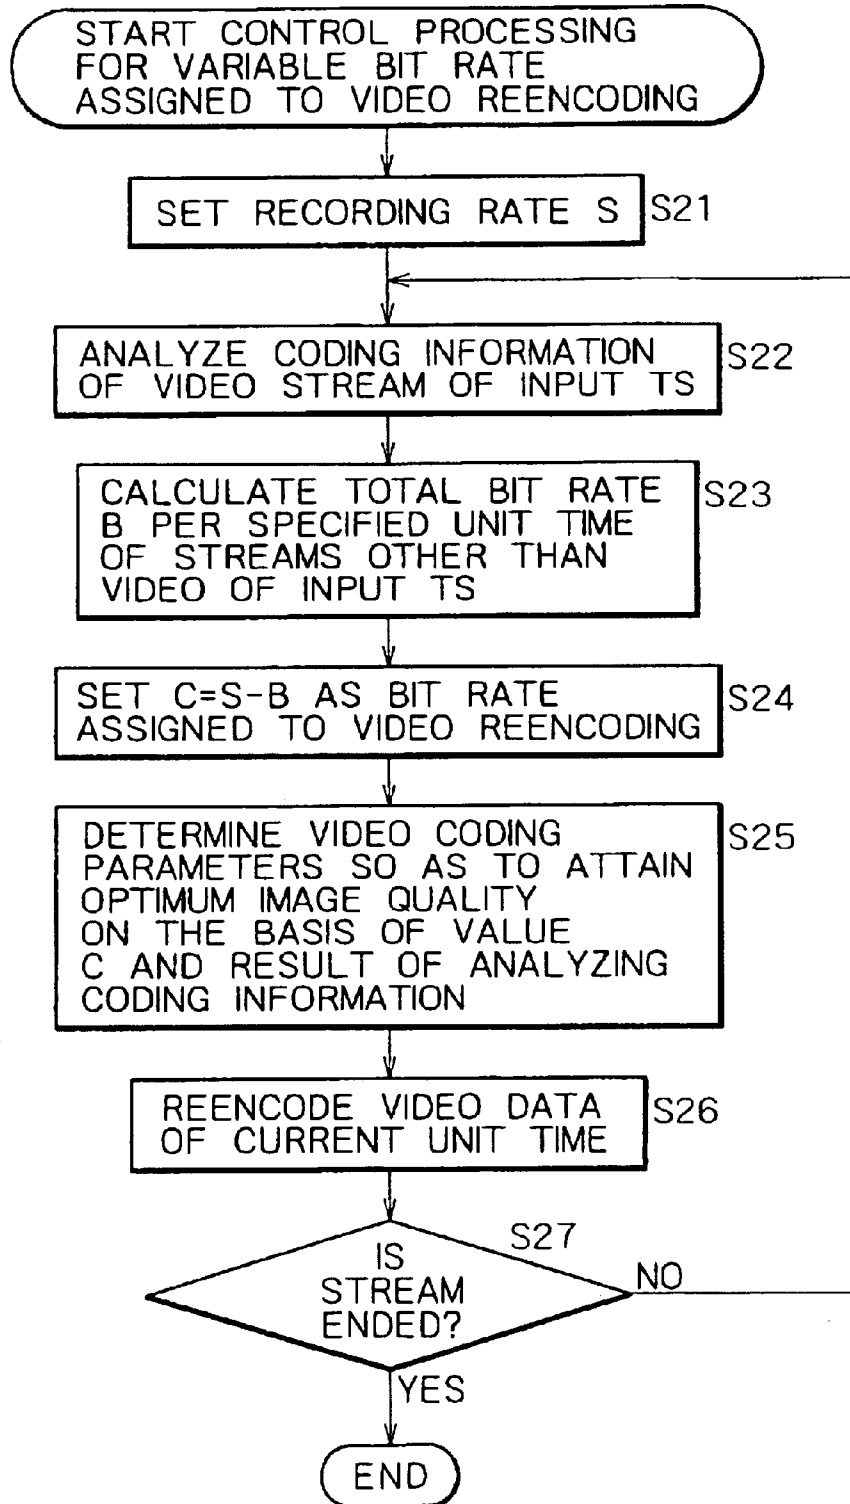 START CONTROL PROCESSING
FOR VARIABLE BIT RATE
ASSIGNED TO VIDEO REENCODING
SET RECORDING RATE S
S21
ANALYZE CODING INFORMATION
OF VIDEO STREAM OF INPUT TS
S22
CALCULATE TOTAL BIT RATE
B PER SPECIFIED UNIT TIME
OF STREAMS OTHER THAN
VIDEO OF INPUT TS
S23
SET C=S-B AS BIT RATE
ASSIGNED TO VIDEO REENCODING
S24
DETERMINE VIDEO CODING
PARAMETERS SO AS TO ATTAIN
OPTIMUM IMAGE QUALITY
ON THE BASIS OF VALUE
C AND RESULT OF ANALYZING
CODING INFORMATION
S25
REENCODE VIDEO DATA
OF CURRENT UNIT TIME
S26
S27
IS
STREAM
ENDED?
NO
YES
END